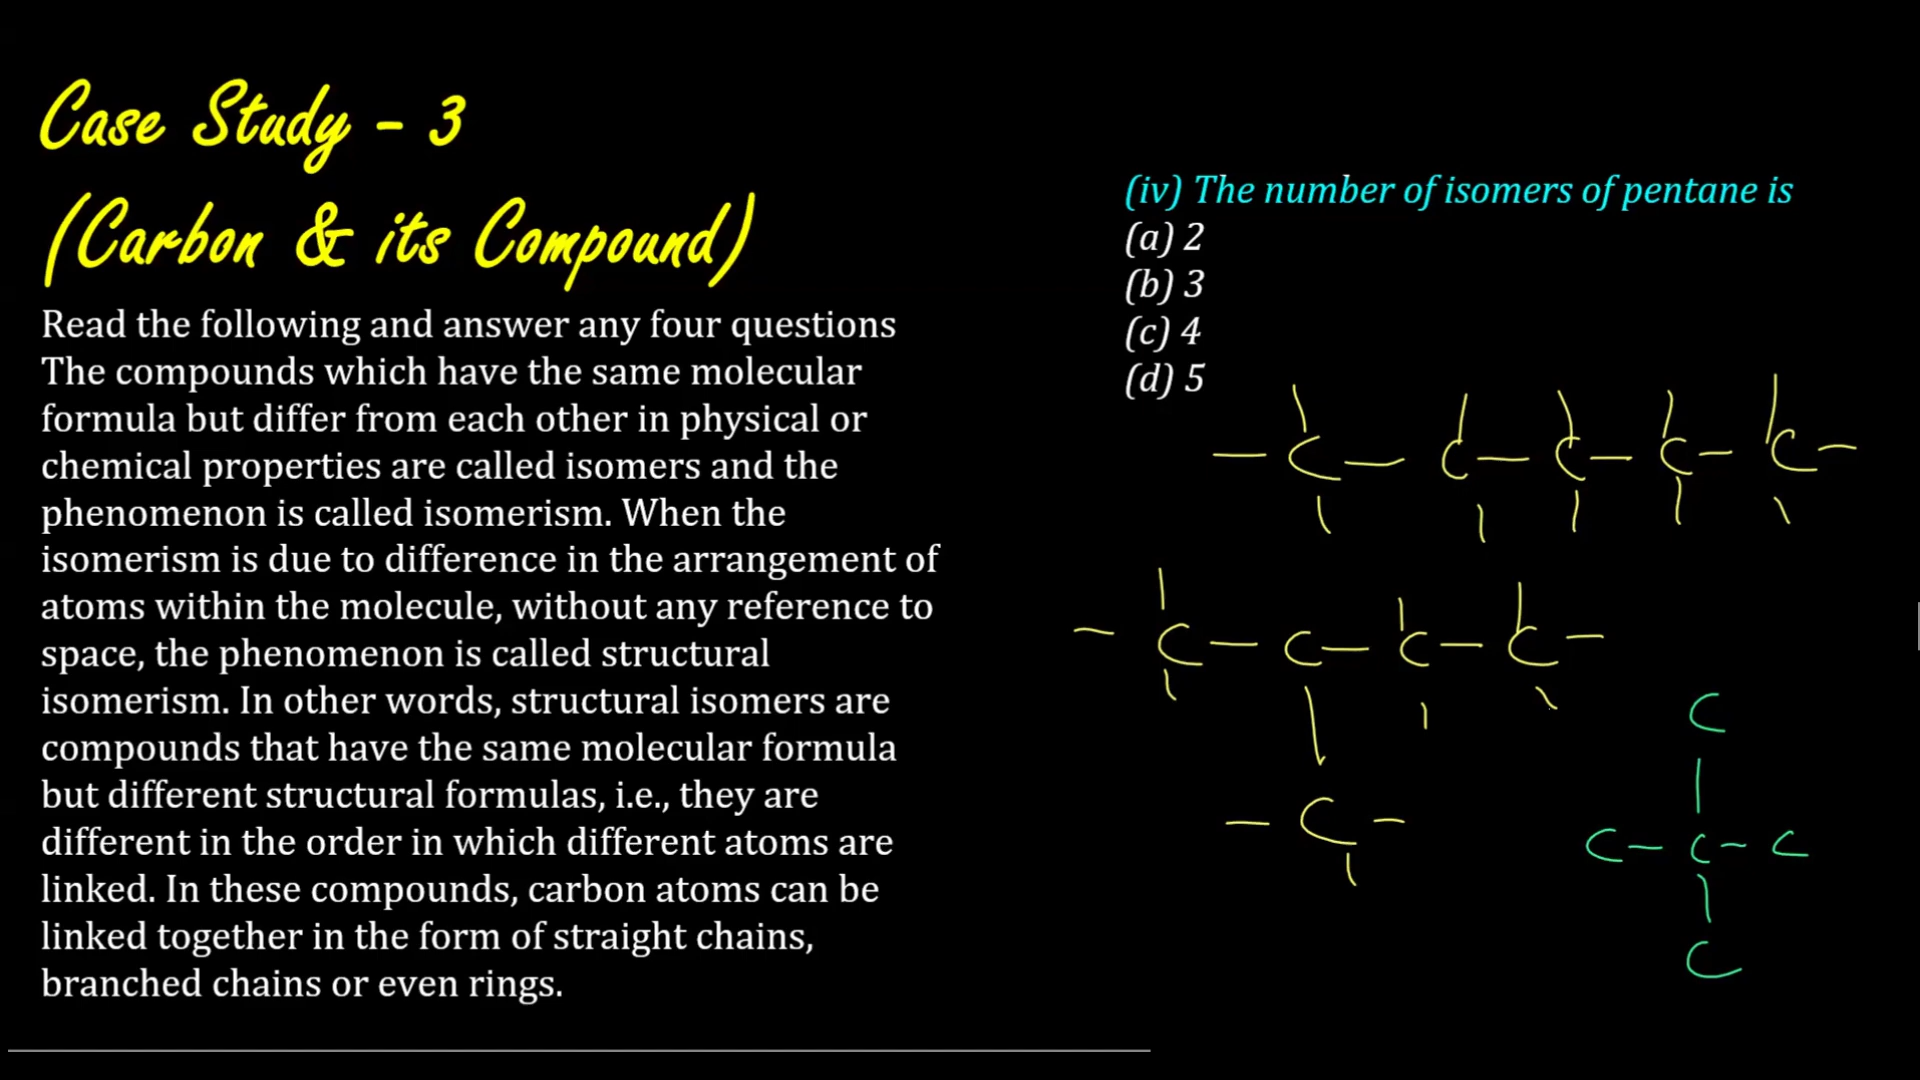 Case Study - 3
(Carbon & its Compound)
Read the following and answer any four questions
The compounds which have the same molecular
formula but differ from each other in physical or
chemical properties are called isomers and the
phenomenon is called isomerism. When the
isomerism is due to difference in the arrangement of
atoms within the molecule, without any reference to
space, the phenomenon is called structural
isomerism. In other words, structural isomers are
compounds that have the same molecular formula
but different structural formulas, i.e., they are
different in the order in which different atoms are
linked. In these compounds, carbon atoms can be
linked together in the form of straight chains,
branched chains or even rings.
(iv) The number of isomers of pentane is
(a) 2
(b) 3
(c) 4
(d) 5
- C - C - C - C - C -
- C - C - C - C -
- C -
C
C - C - C
C